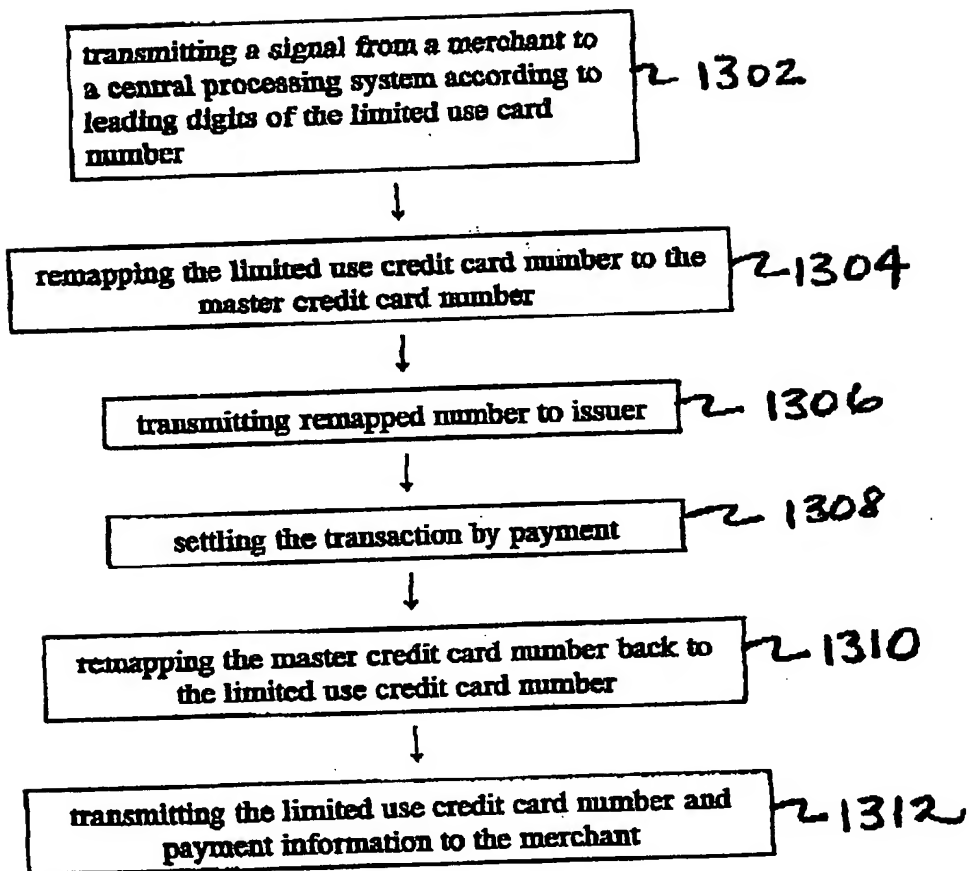 transmitting a signal from a merchant to
a central processing system according to
leading digits of the limited use card
number
1302
remapping the limited use credit card number to the
master credit card number
1304
transmitting remapped number to issuer
1306
settling the transaction by payment
1308
remapping the master credit card number back to
the limited use credit card number
1310
transmitting the limited use credit card number and
payment information to the merchant
1312